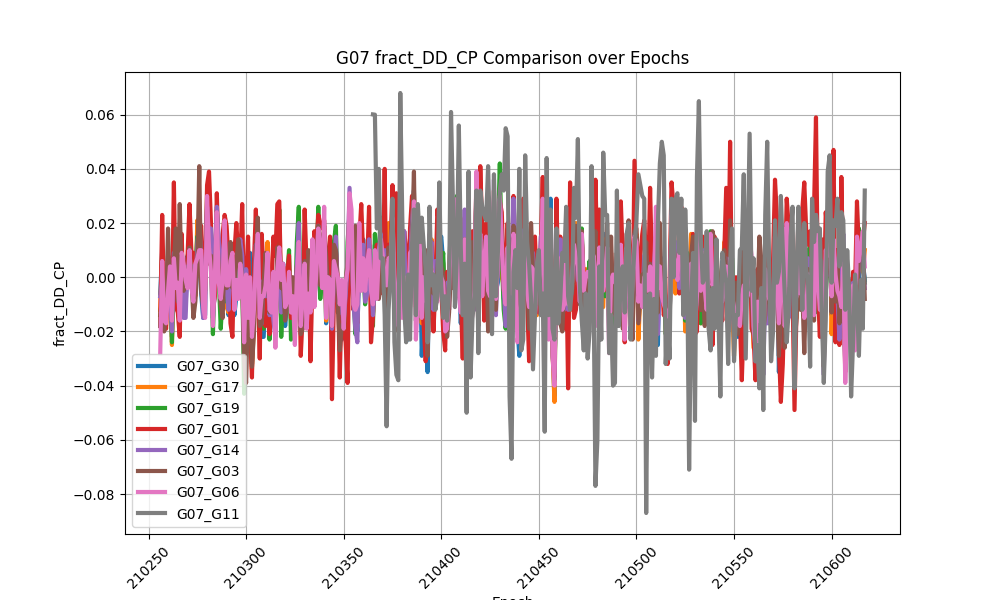 G07 fract_DD_CP Comparison over Epochs
fract_DD_CP
0.06
0.04
0.02
0.00
−0.02
−0.04
−0.06
−0.08
G07_G30
G07_G17
G07_G19
G07_G01
G07_G14
G07_G03
G07_G06
G07_G11
210250
210300
210350
210400
210450
210500
210550
210600
Epoch